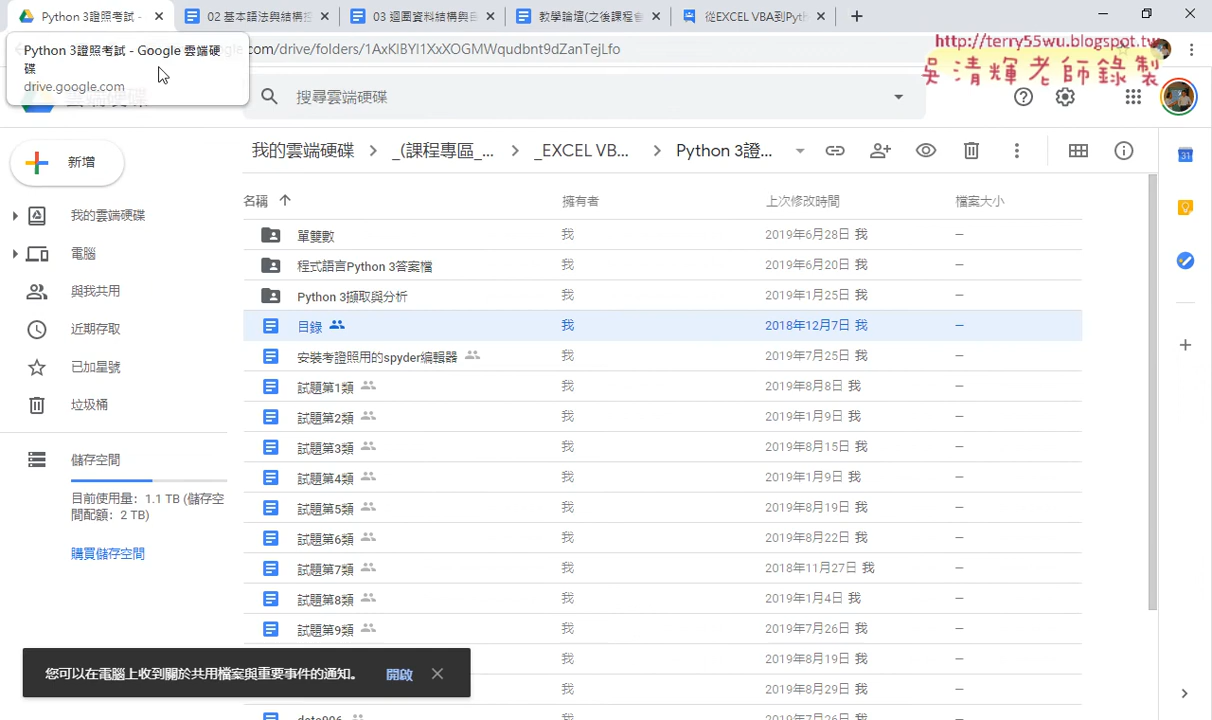 Python 3證照考試 -
02 基本語法與結構控
03 迴圈資料結構與自
教學論壇(之後課程會
從EXCEL VBA到Pyth
Python 3證照考試 - Google 雲端硬
碟
drive.google.com
com/drive/folders/1AxKlBYl1XxXOGMWqudbnt9dZanTejLfo
http://terry55wu.blogspot.tw
吳清輝老師錄製
雲端硬碟
搜尋雲端硬碟
新增
我的雲端硬碟
電腦
與我共用
近期存取
已加星號
垃圾桶
儲存空間
目前使用量：1.1 TB (儲存空
間配額：2 TB)
購買儲存空間
我的雲端硬碟 > _(課程專區_... > _EXCEL VB... > Python 3證...
名稱 擁有者 上次修改時間 檔案大小
單雙數 我 2019年6月28日 我 —
程式語言Python 3答案檔 我 2019年6月20日 我 —
Python 3擷取與分析 我 2019年1月25日 我 —
目錄 我 2018年12月7日 我 —
安裝考證照用的spyder編輯器 我 2019年7月25日 我 —
試題第1類 我 2019年8月8日 我 —
試題第2類 我 2019年1月9日 我 —
試題第3類 我 2019年8月15日 我 —
試題第4類 我 2019年1月9日 我 —
試題第5類 我 2019年8月19日 我 —
試題第6類 我 2019年8月22日 我 —
試題第7類 我 2018年11月27日 我 —
試題第8類 我 2019年1月4日 我 —
試題第9類 我 2019年7月26日 我 —
我 2019年8月19日 我 —
我 2019年8月29日 我 —
我 2019年7月26日 我 —
您可以在電腦上收到關於共用檔案與重要事件的通知。 開啟
31